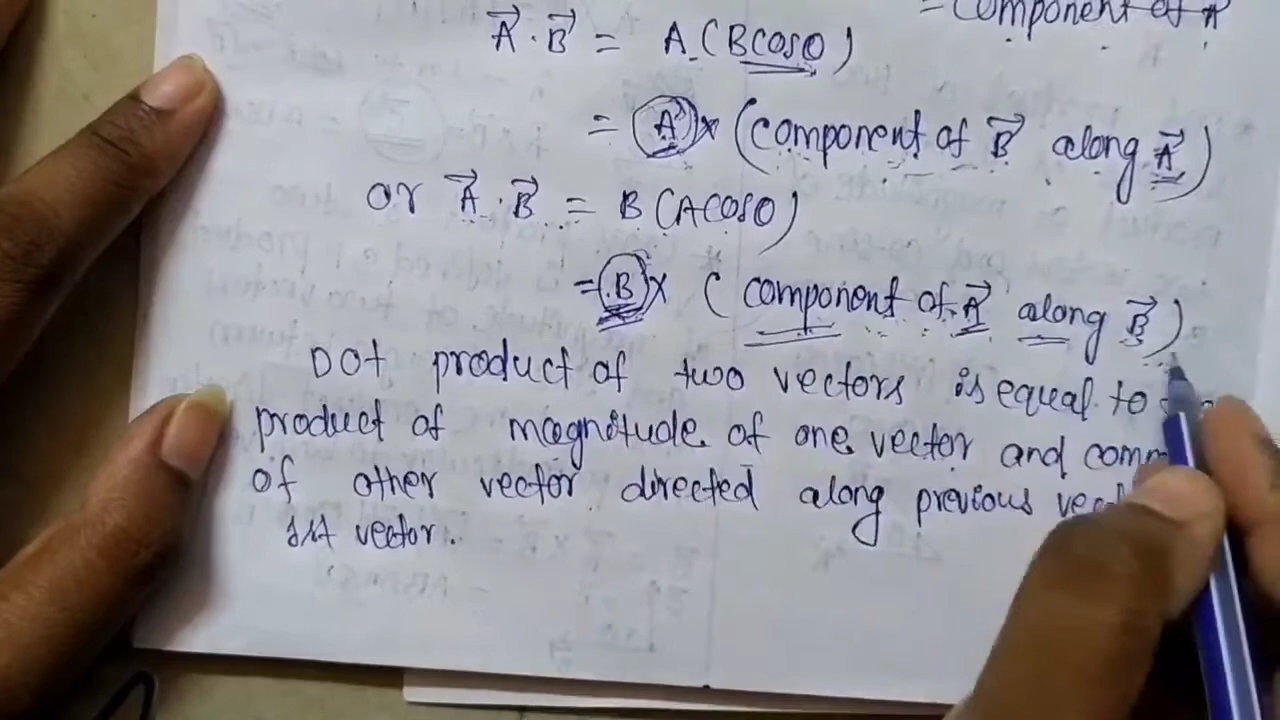 = Component of A⃗
A⃗ . B⃗ = A (B cosθ)
= A × (component of B⃗ along A⃗)
or A⃗ . B⃗ = B (A cosθ)
= B × (component of A⃗ along B⃗)
Dot product of two vectors is equal to
product of magnitude of one vector and
of other vector directed along previous
vector.